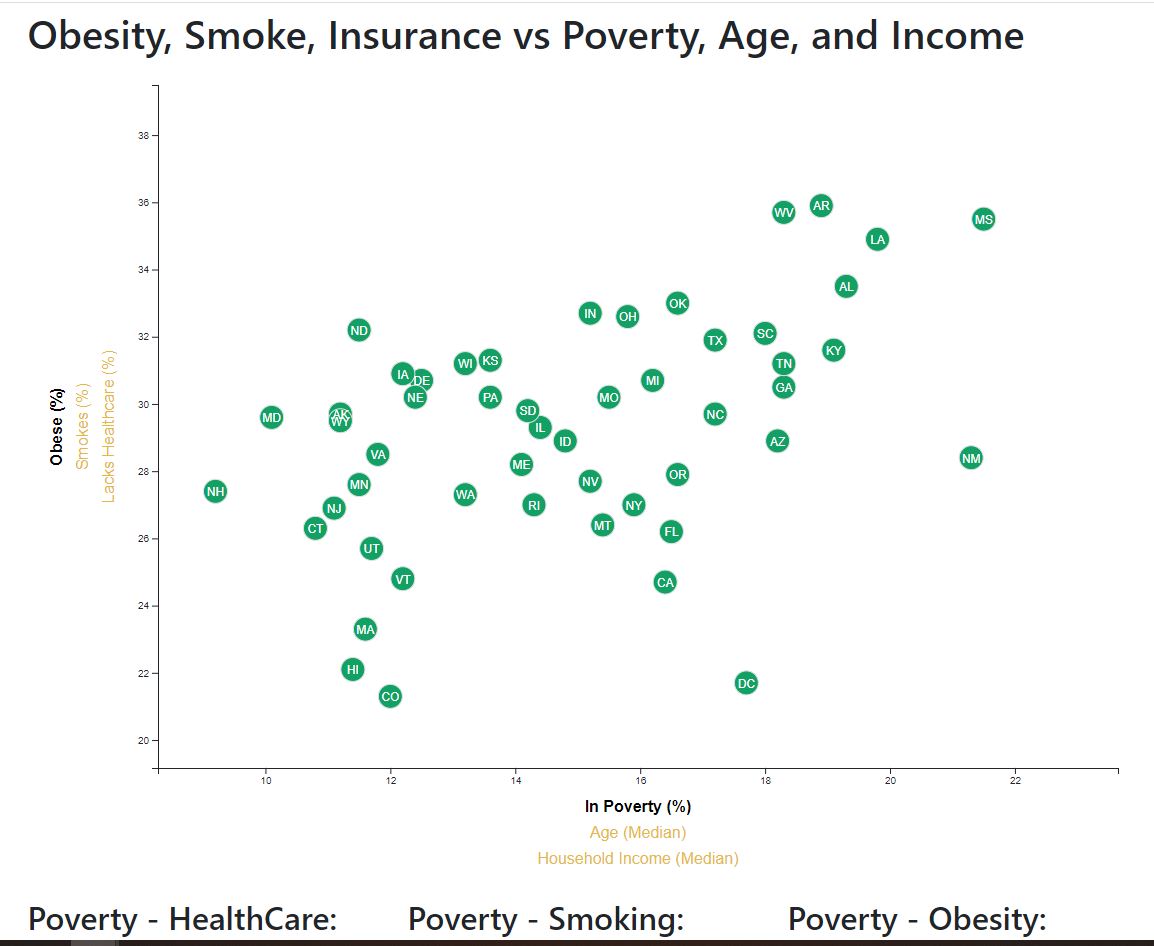 Obesity, Smoke, Insurance vs Poverty, Age, and Income
38
36
34
32
30
28
26
24
22
20
Obese (%)
Smokes (%)
Lacks Healthcare (%)
WV
AR
MS
LA
AL
OK
IN
OH
ND
SC
TX
KY
WI
KS
TN
IA
DE
MI
GA
NE
PA
MO
SD
NC
MD
AK
WY
IL
ID
AZ
VA
NM
ME
OR
NV
MN
NH
WA
RI
NY
NJ
MT
CT
FL
UT
CA
VT
MA
HI
DC
CO
10
12
14
16
18
20
22
In Poverty (%)
Age (Median)
Household Income (Median)
Poverty - HealthCare:
Poverty - Smoking:
Poverty - Obesity: